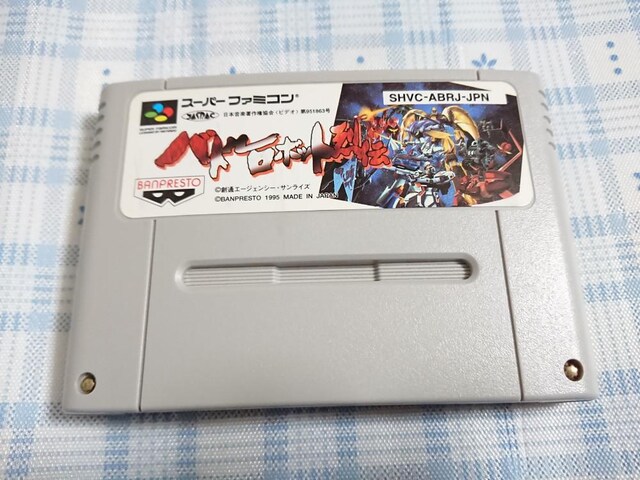 スーパーファミコン®
SHVC-ABRJ-JPN
JASRAC 日本音楽著作権協会(ビデオ)第951863号
バトルロボット烈伝
BANPRESTO
©創通エージェンシー・サンライズ
©BANPRESTO 1995 MADE IN JAPAN